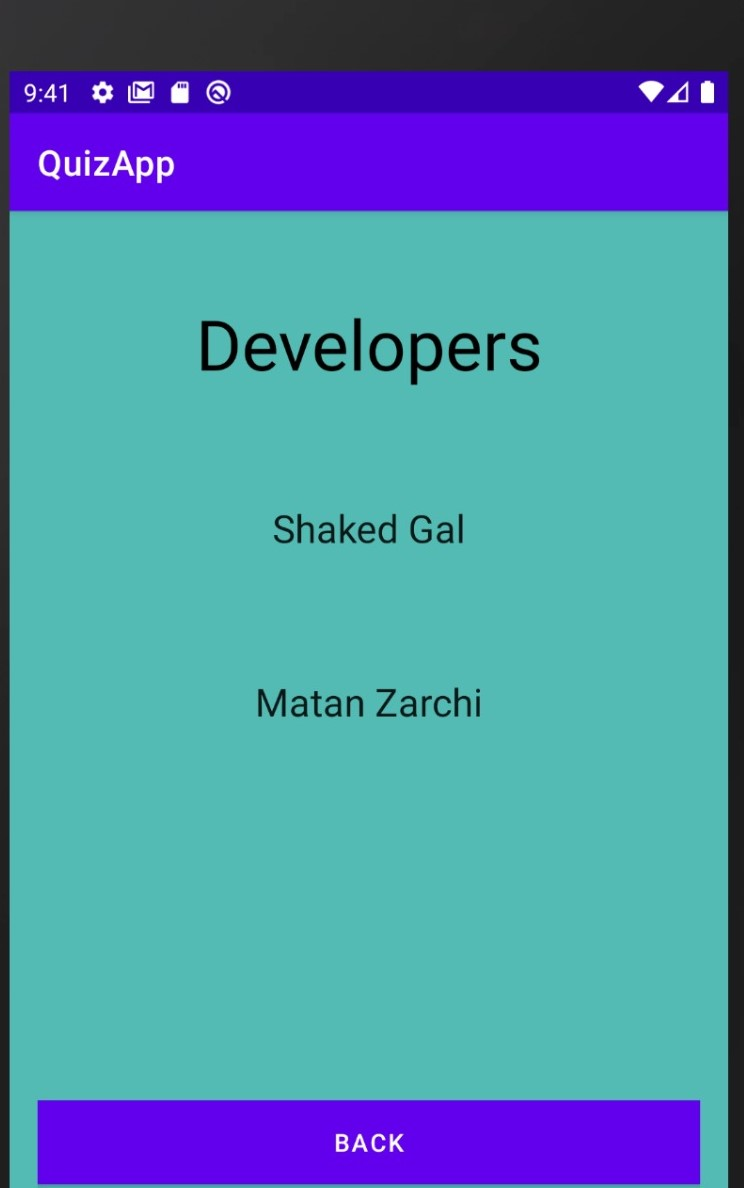 9:41
QuizApp
Developers
Shaked Gal
Matan Zarchi
BACK